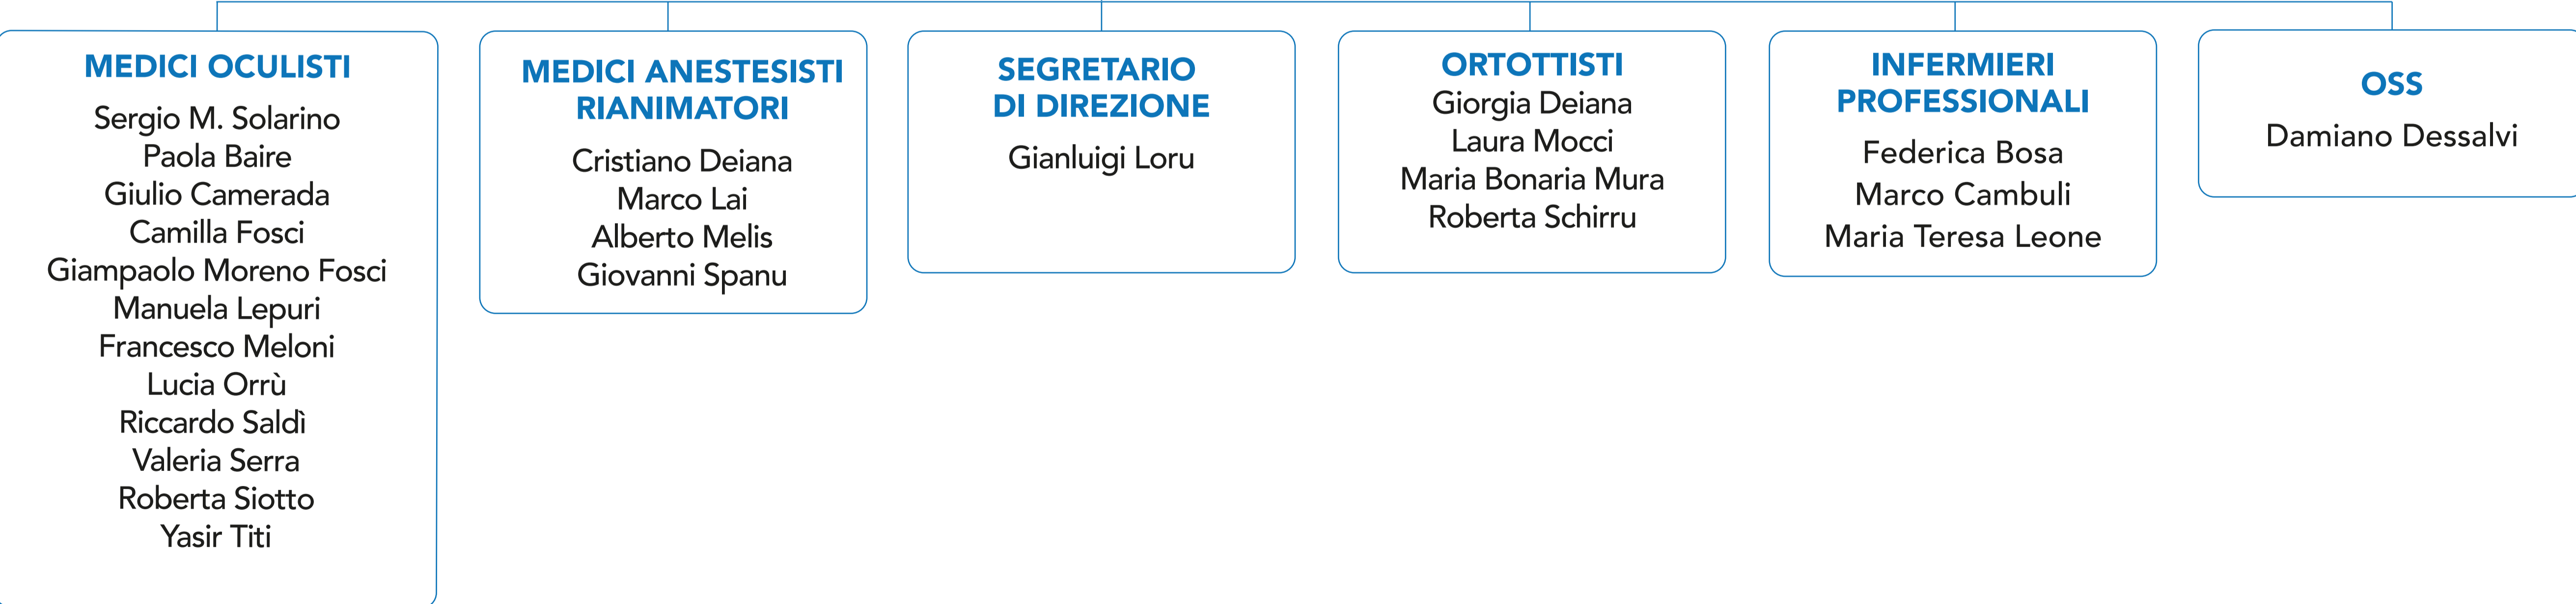 MEDICI OCULISTI
Sergio M. Solarino
Paola Baire
Giulio Camerada
Camilla Fosci
Giampaolo Moreno Fosci
Manuela Lepuri
Francesco Meloni
Lucia Orrù
Riccardo Saldì
Valeria Serra
Roberta Siotto
Yasir Titi
MEDICI ANESTESISTI
RIANIMATORI
Cristiano Deiana
Marco Lai
Alberto Melis
Giovanni Spanu
SEGRETARIO
DI DIREZIONE
Gianluigi Loru
ORTOTTISTI
Giorgia Deiana
Laura Mocci
Maria Bonaria Mura
Roberta Schirru
INFERMIERI
PROFESSIONALI
Federica Bosa
Marco Cambuli
Maria Teresa Leone
OSS
Damiano Dessalvi